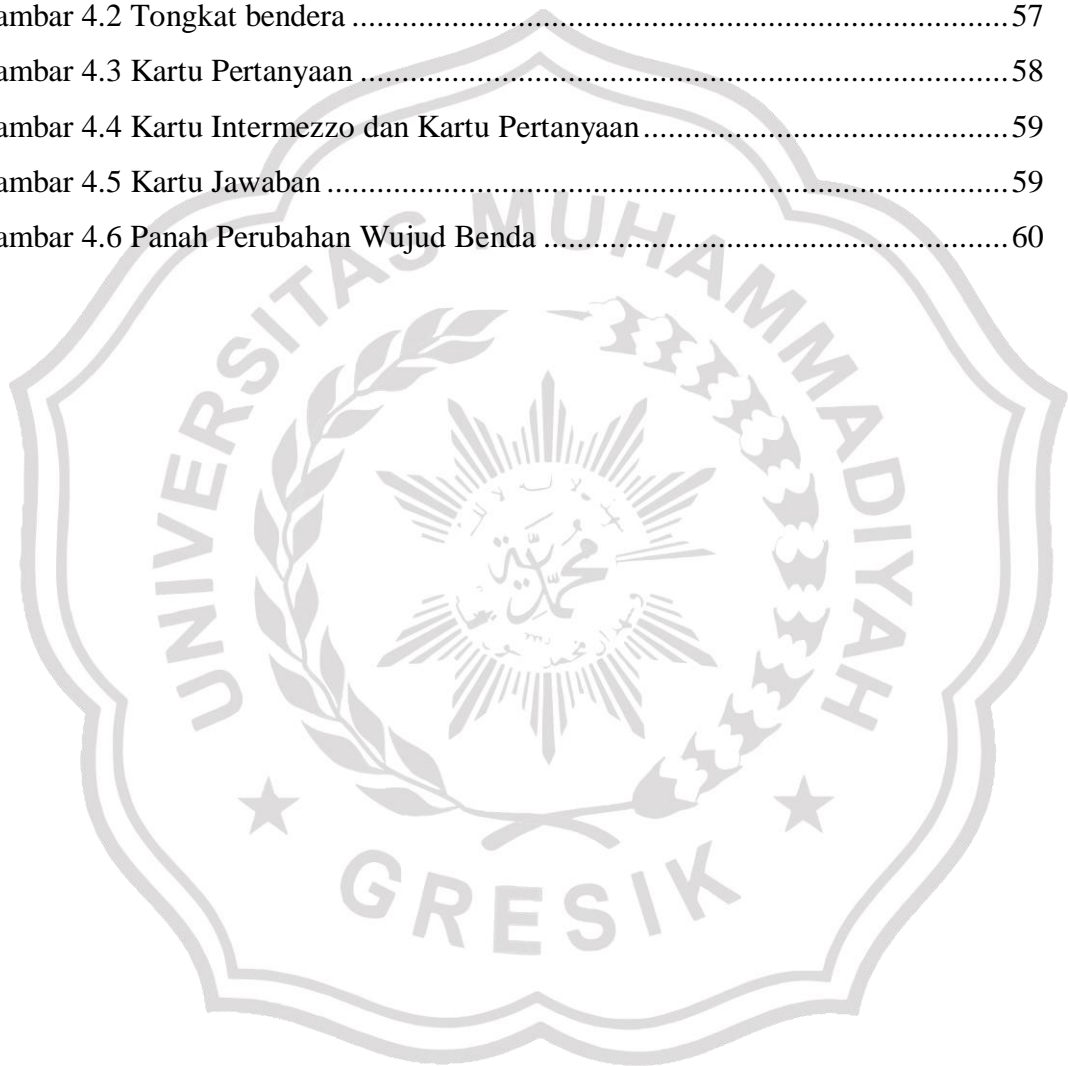 ambar 4.2 Tongkat bendera ........................................................................................ 57
ambar 4.3 Kartu Pertanyaan ....................................................................................... 58
ambar 4.4 Kartu Intermezzo dan Kartu Pertanyaan ................................................. 59
ambar 4.5 Kartu Jawaban ........................................................................................... 59
ambar 4.6 Panah Perubahan Wujud Benda .............................................................. 60
UNIVERSITAS MUHAMMADIYAH
محمدية
GRESIK